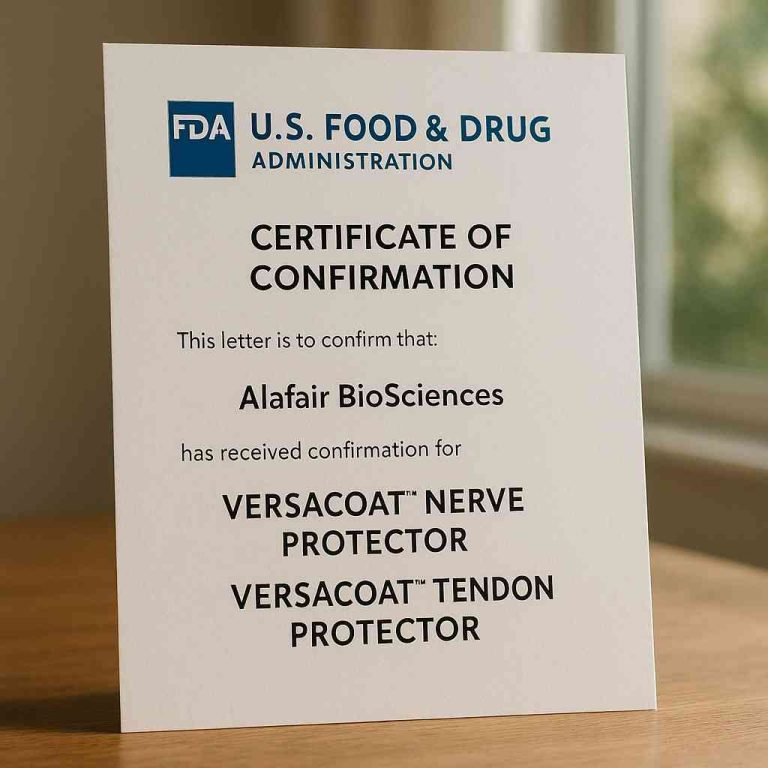 FDA U.S. FOOD & DRUG
ADMINISTRATION
CERTIFICATE OF
CONFIRMATION
This letter is to confirm that:
Alafair BioSciences
has received confirmation for
VERSACOAT™ NERVE
PROTECTOR
VERSACOAT™ TENDON
PROTECTOR